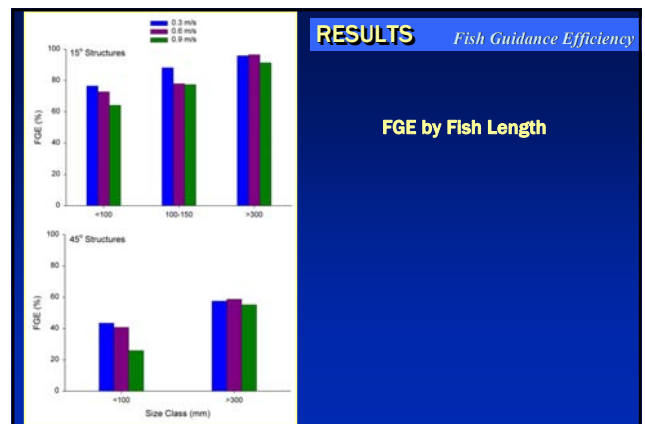 0.3 m/s
0.6 m/s
0.9 m/s
15° Structures
FGE (%)
100
80
60
40
20
0
<100
100-150
>300
45° Structures
FGE (%)
100
80
60
40
20
0
<100
>300
Size Class (mm)
RESULTS
Fish Guidance Efficiency
FGE by Fish Length